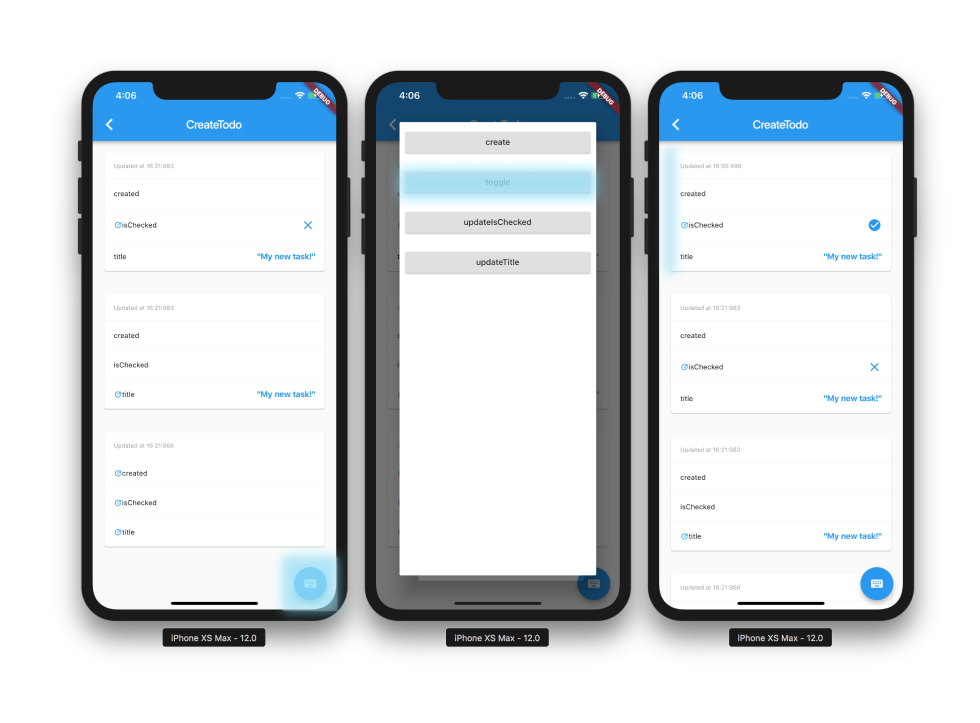 4:06
DEBUG
CreateTodo
Updated at 16:21:983
created
isChecked
title "My new task!"
Updated at 16:21:983
created
isChecked
title "My new task!"
Updated at 16:21:968
created
isChecked
title
iPhone XS Max - 12.0
4:06
DEBUG
create
toggle
updateIsChecked
updateTitle
iPhone XS Max - 12.0
4:06
DEBUG
CreateTodo
Updated at 16:55:486
created
isChecked
title "My new task!"
Updated at 16:21:983
created
isChecked
title "My new task!"
Updated at 16:21:983
created
isChecked
title "My new task!"
Updated at 16:21:968
iPhone XS Max - 12.0